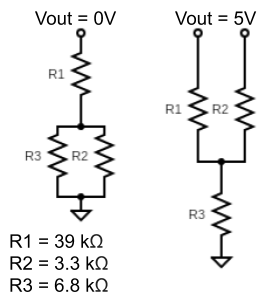 Vout = 0V Vout = 5V
R1
R1 R2
R3 R2
R3
R1 = 39 kΩ
R2 = 3.3 kΩ
R3 = 6.8 kΩ